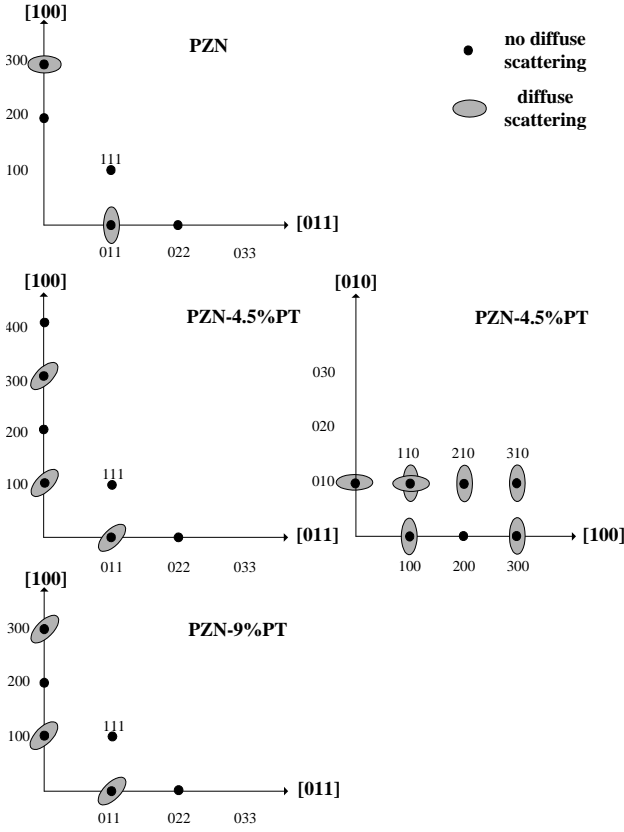 [100]
PZN
300
200
100
111
[011]
011 022 033
no diffuse
scattering
diffuse
scattering
[100]
PZN-4.5%PT
400
300
200
100
111
[011]
011 022 033
[010]
PZN-4.5%PT
030
020
010
110 210 310
[100]
100 200 300
[100]
PZN-9%PT
300
200
100
111
[011]
011 022 033